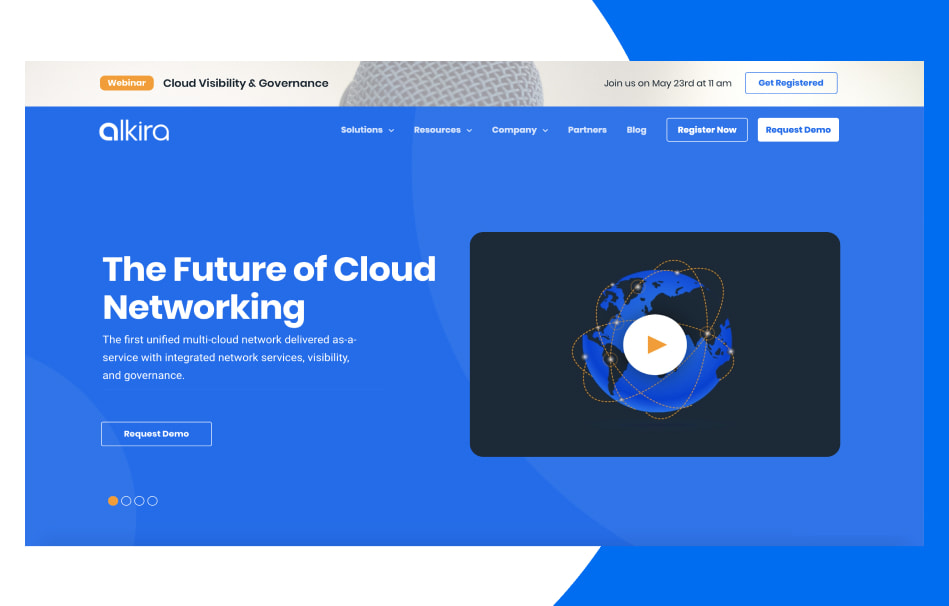 Webinar Cloud Visibility & Governance Join us on May 23rd at 11 am Get Registered
alkira Solutions Resources Company Partners Blog Register Now Request Demo
The Future of Cloud
Networking
The first unified multi-cloud network delivered as-a-
service with integrated network services, visibility,
and governance.
Request Demo